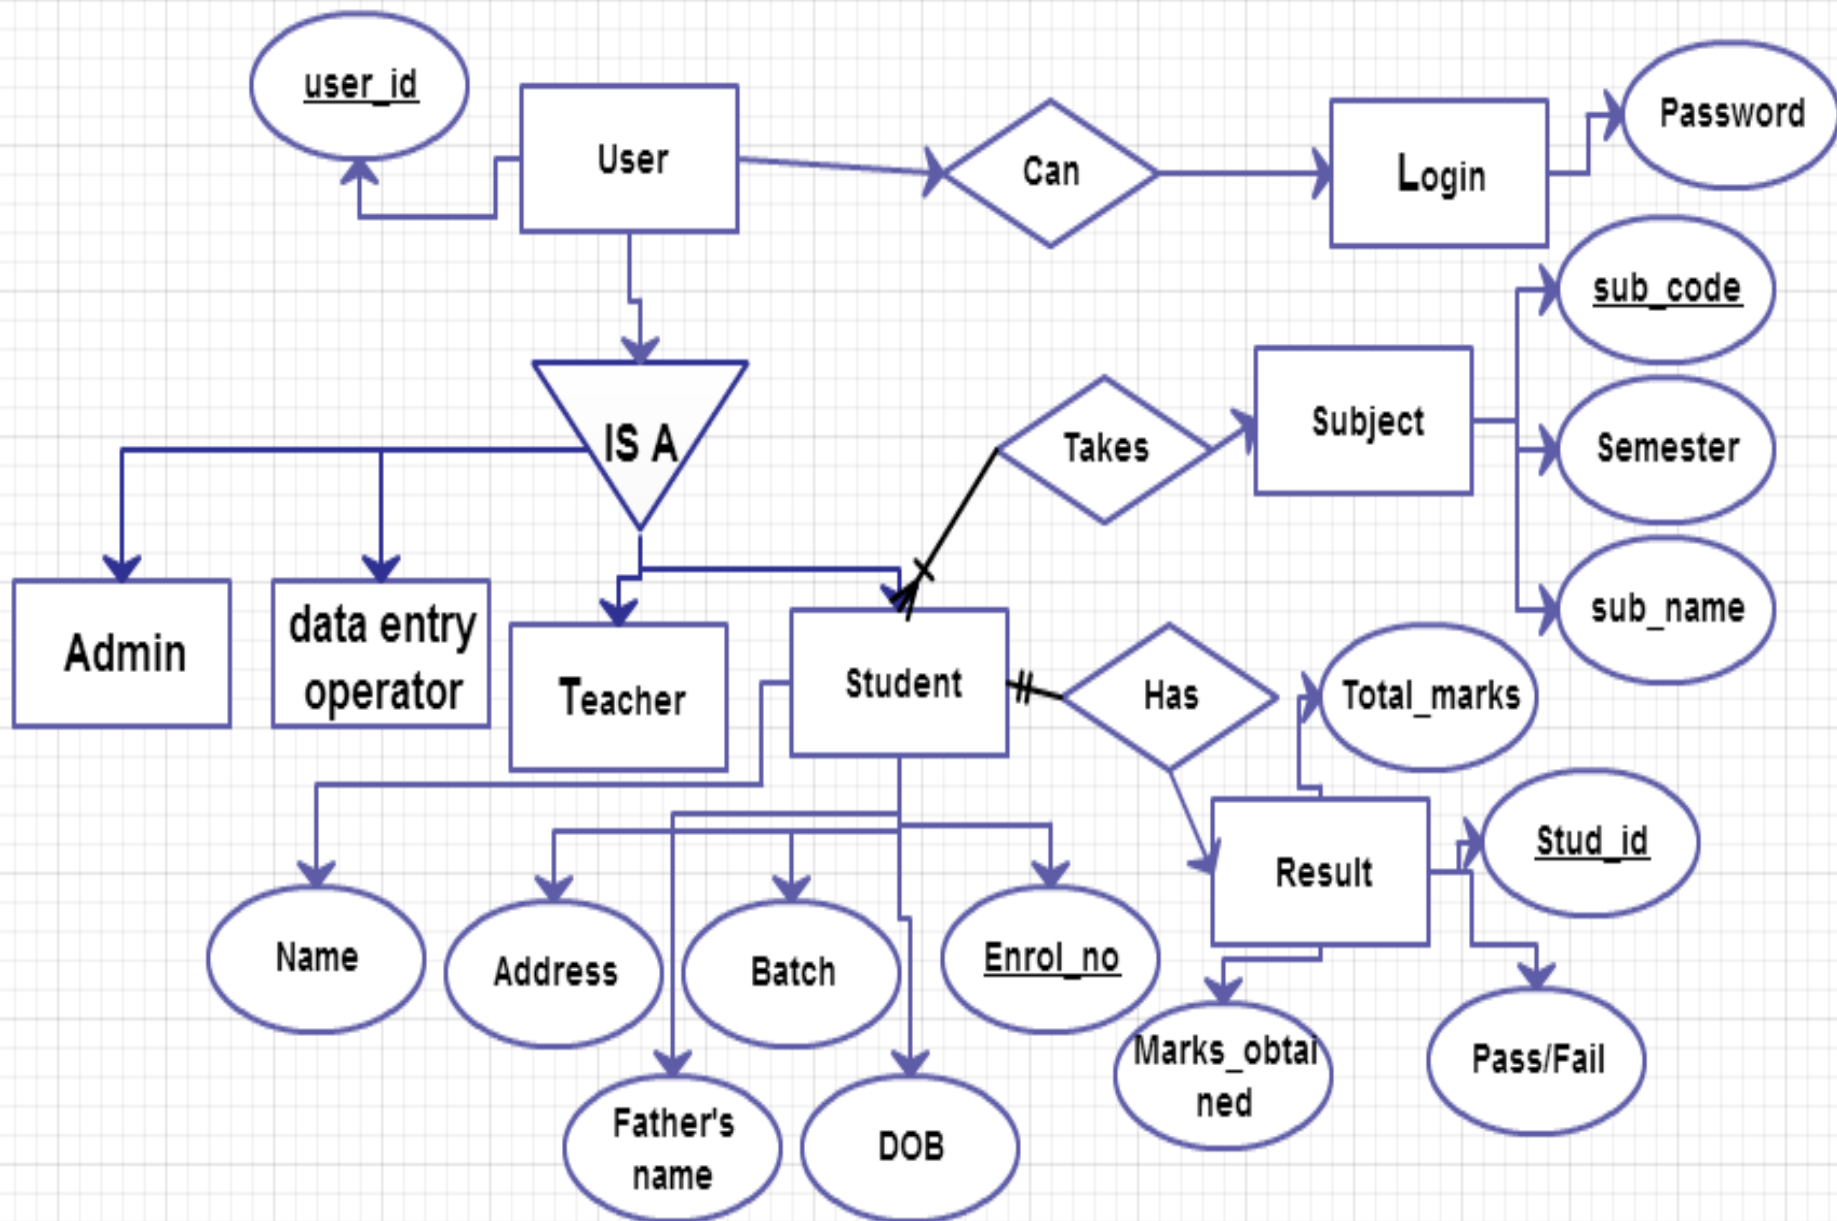 user_id
User
Can
Login
Password
sub_code
IS A
Takes
Subject
Semester
sub_name
Admin
data entry
operator
Teacher
Student
Has
Total_marks
Result
Stud_id
Name
Address
Batch
Enrol_no
Marks_obtai
ned
Pass/Fail
Father's
name
DOB